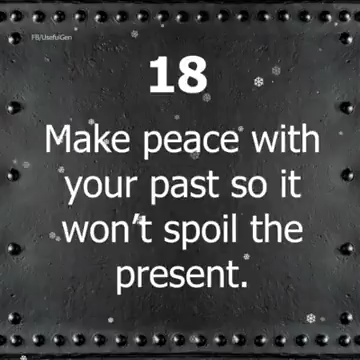 FB/UsefulGen
18
Make peace with
your past so it
won't spoil the
present.